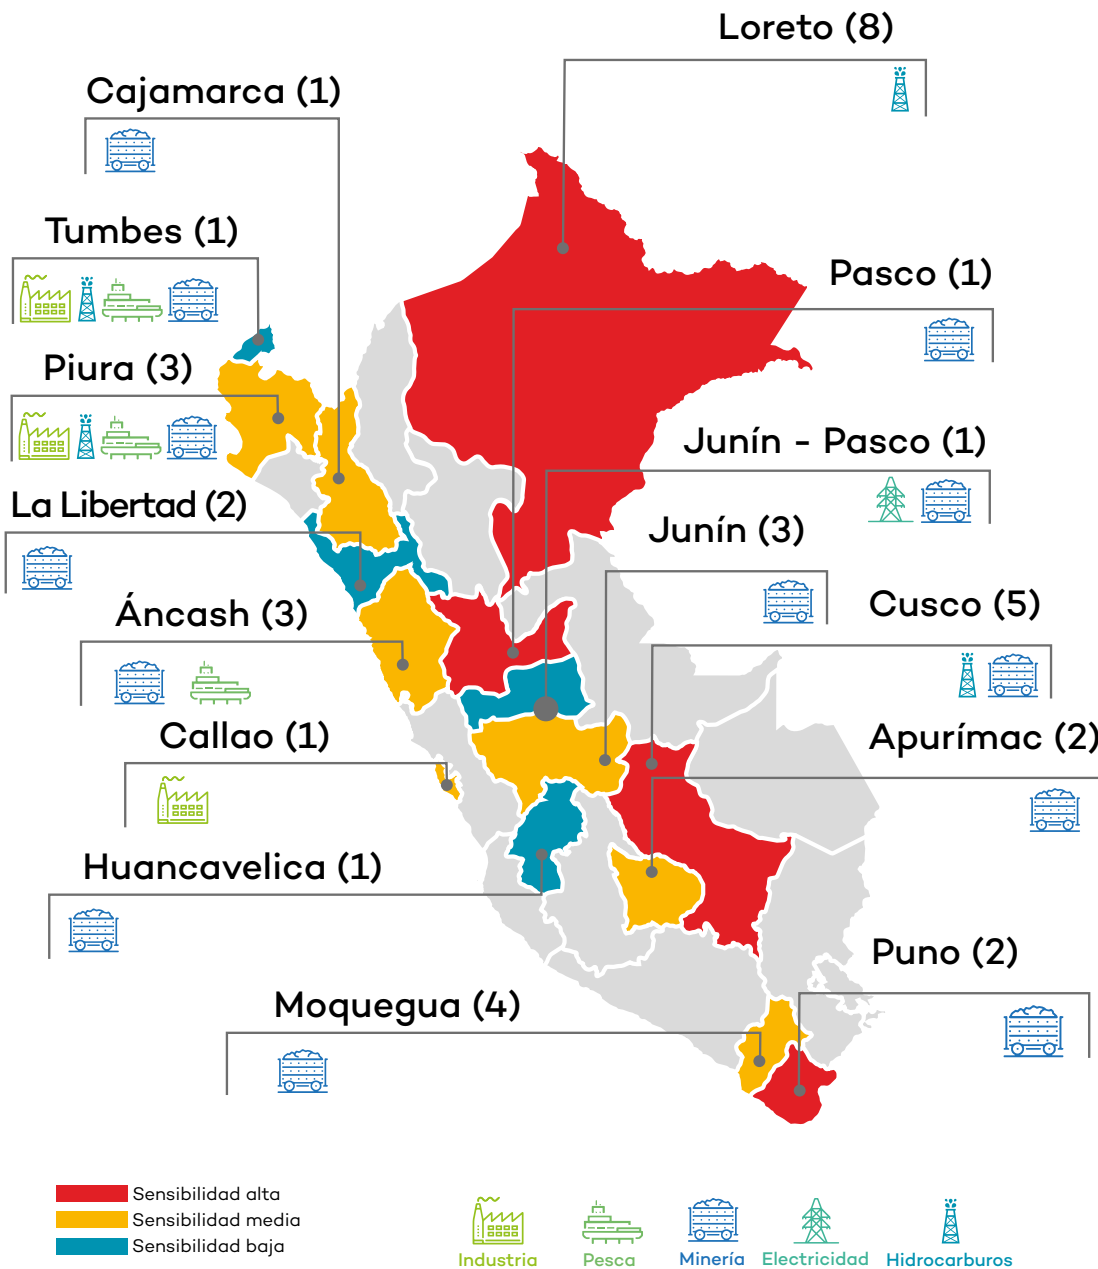 Loreto (8)
Cajamarca (1)
Tumbes (1)
Pasco (1)
Piura (3)
Junín - Pasco (1)
La Libertad (2)
Junín (3)
Áncash (3)
Cusco (5)
Callao (1)
Apurímac (2)
Huancavelica (1)
Puno (2)
Moquegua (4)
Sensibilidad alta
Sensibilidad media
Sensibilidad baja
Industria
Pesca
Minería
Electricidad
Hidrocarburos